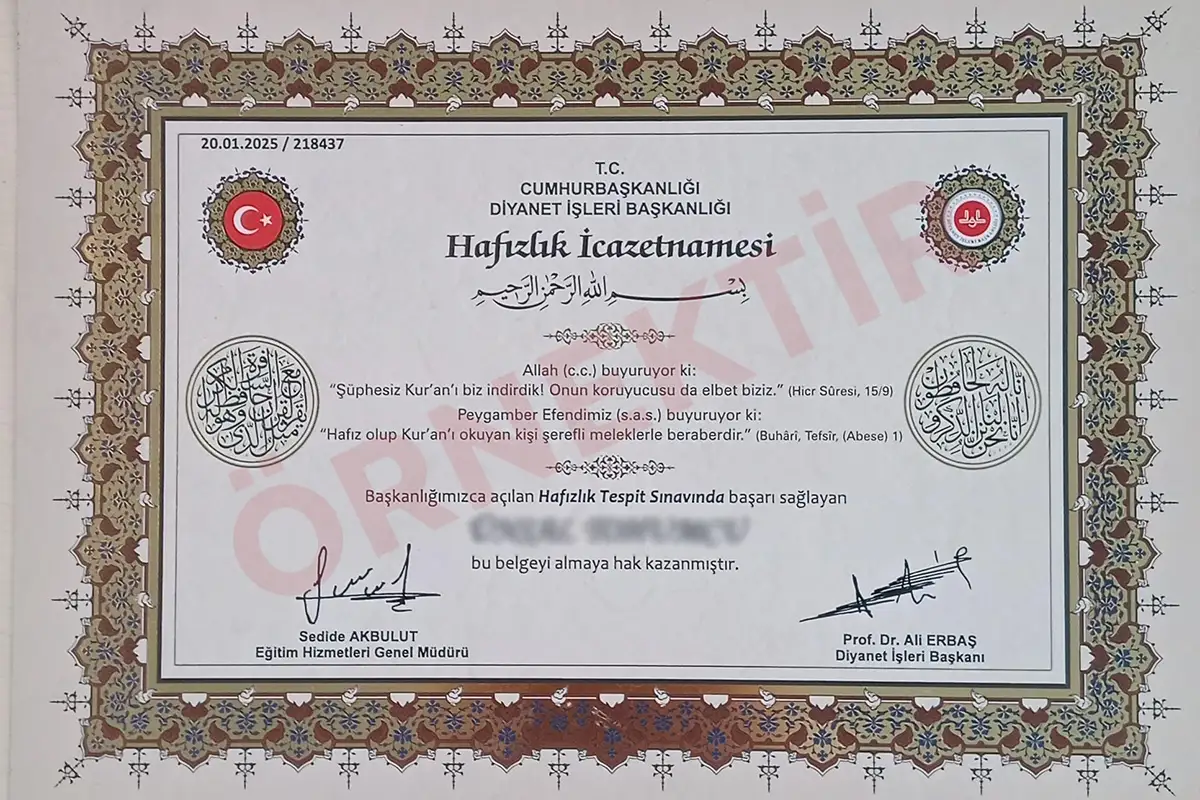 20.01.2025 / 218437
T.C.
CUMHURBAŞKANLIĞI
DİYANET İŞLERİ BAŞKANLIĞI
Hafızlık İcazetnamesi
بسم الله الرحمن الرحيم
Allah (c.c.) buyuruyor ki:
“Şüphesiz Kur’an’ı biz indirdik! Onun koruyucusu da elbet biziz.” (Hicr Sûresi, 15/9)
Peygamber Efendimiz (s.a.s.) buyuruyor ki:
“Hafız olup Kur’an’ı okuyan kişi şerefli meleklerle beraberdir.” (Buhârî, Tefsîr, (Abese) 1)
ÖRNEKTİR
Başkanlığımızca açılan Hafızlık Tespit Sınavında başarı sağlayan
bu belgeyi almaya hak kazanmıştır.
Sedide AKBULUT
Eğitim Hizmetleri Genel Müdürü
Prof. Dr. Ali ERBAŞ
Diyanet İşleri Başkanı